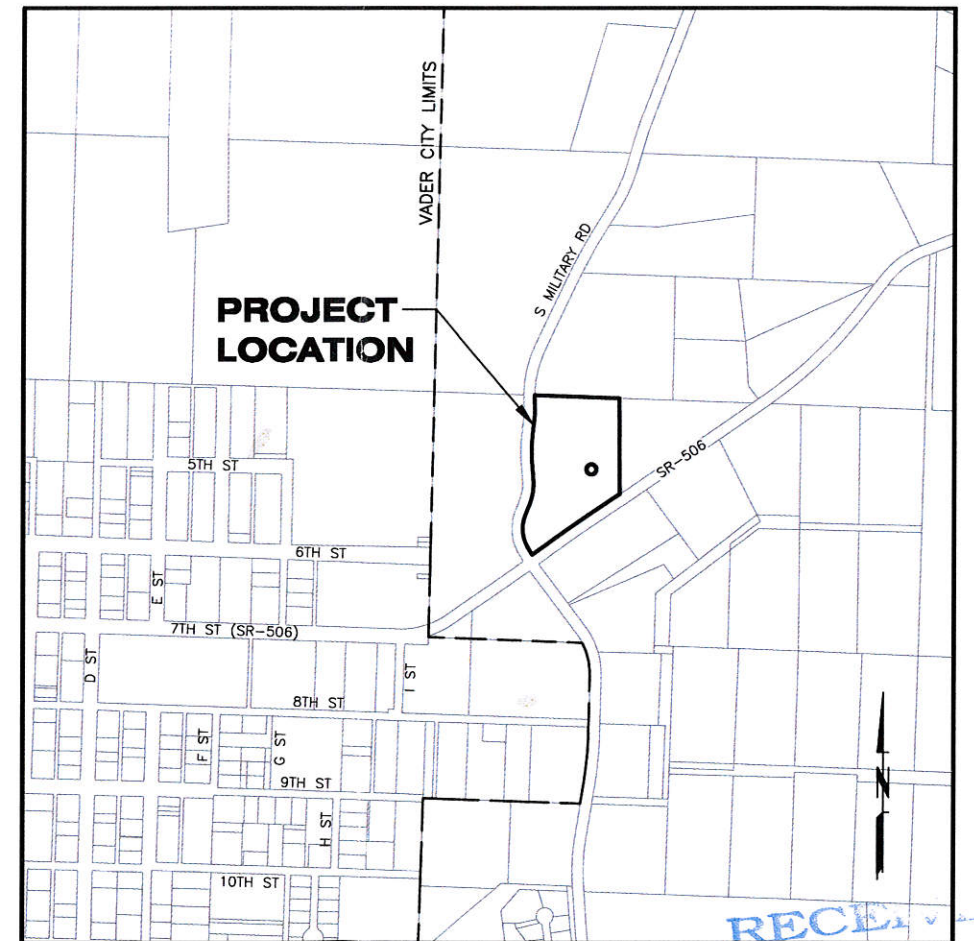 VADER CITY LIMITS
S MILITARY RD
PROJECT
LOCATION
SR-506
5TH ST
6TH ST
E ST
7TH ST (SR-506)
D ST
I ST
8TH ST
F ST
G ST
9TH ST
H ST
10TH ST
N